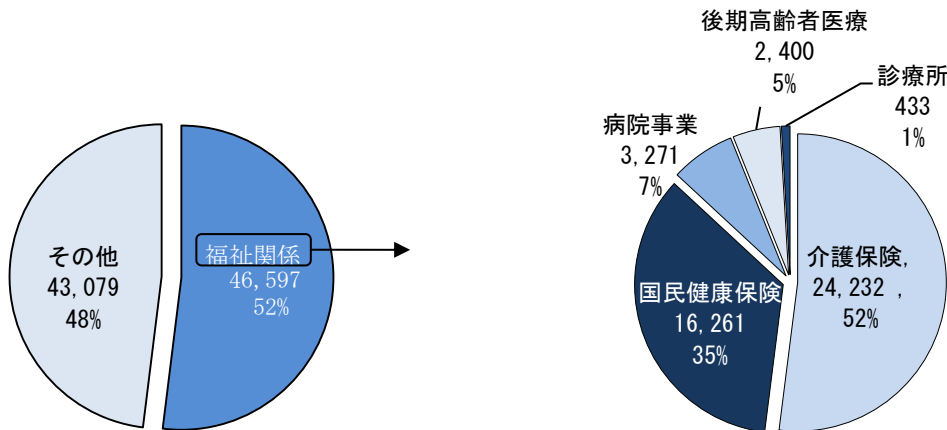 その他
43,079
48%
福祉関係
46,597
52%
後期高齢者医療
2,400
5%
診療所
433
1%
病院事業
3,271
7%
国民健康保険
16,261
35%
介護保険,
24,232 ,
52%